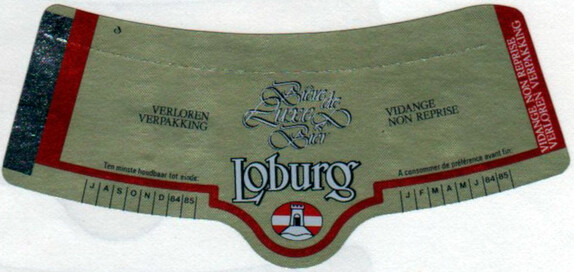 VERLOREN
VERPAKKING
Bière de
Luxe
Bier
VIDANGE
NON REPRISE
Ten minste houdbaar tot einde:
J A S O N D 84 85
Loburg
A consommer de préférence avant fin:
J F M A M J 84 85
VIDANGE NON REPRISE
VERLOREN VERPAKKING